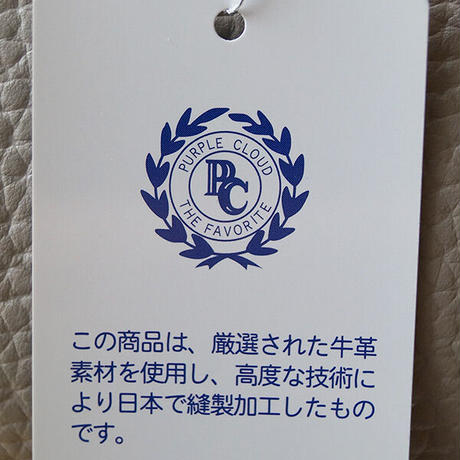 PURPLE CLOUD
PC
THE FAVORITE
この商品は、厳選された牛革
素材を使用し、高度な技術に
より日本で縫製加工したもの
です。